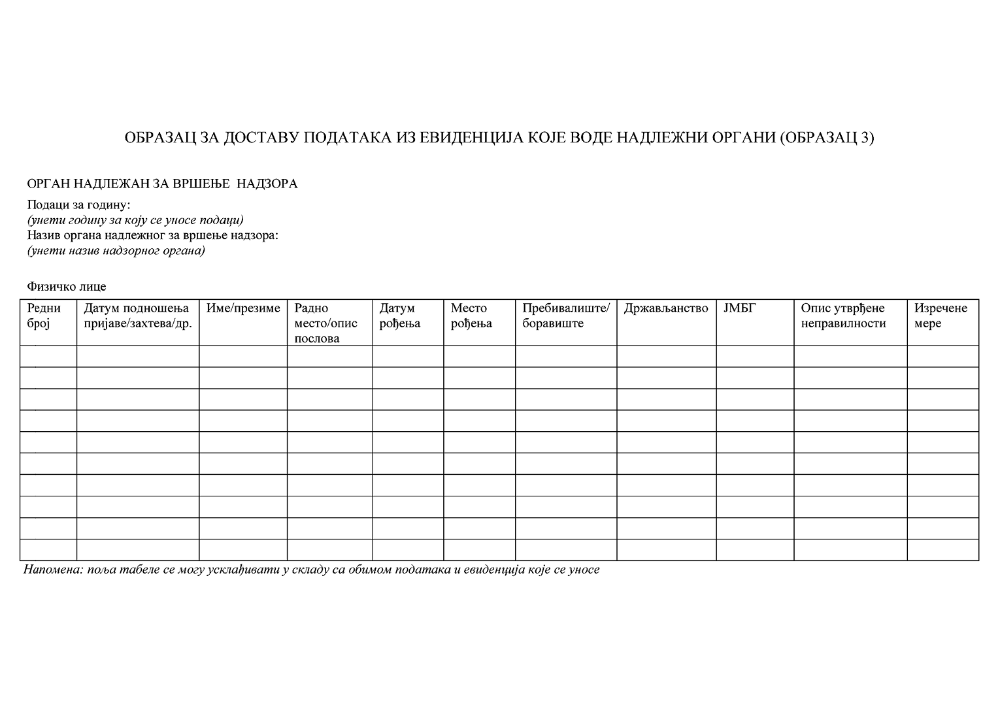 ОБРАЗАЦ ЗА ДОСТАВУ ПОДАТАКА ИЗ ЕВИДЕНЦИЈА КОЈЕ ВОДЕ НАДЛЕЖНИ ОРГАНИ (ОБРАЗАЦ 3)
ОРГАН НАДЛЕЖАН ЗА ВРШЕЊЕ  НАДЗОРА
Подаци за годину:
(унети годину за коју се уносе подаци)
Назив органа надлежног за вршење надзора:
(унети назив надзорног органа)
Физичко лице
Редни
број
Датум подношења
пријаве/захтева/др.
Име/презиме
Радно
место/опис
послова
Датум
рођења
Место
рођења
Пребивалиште/
боравиште
Држављанство
ЈМБГ
Опис утврђене
неправилности
Изречене
мере
Напомена: поља табеле се могу усклађивати у складу са обимом података и евиденција које се уносе